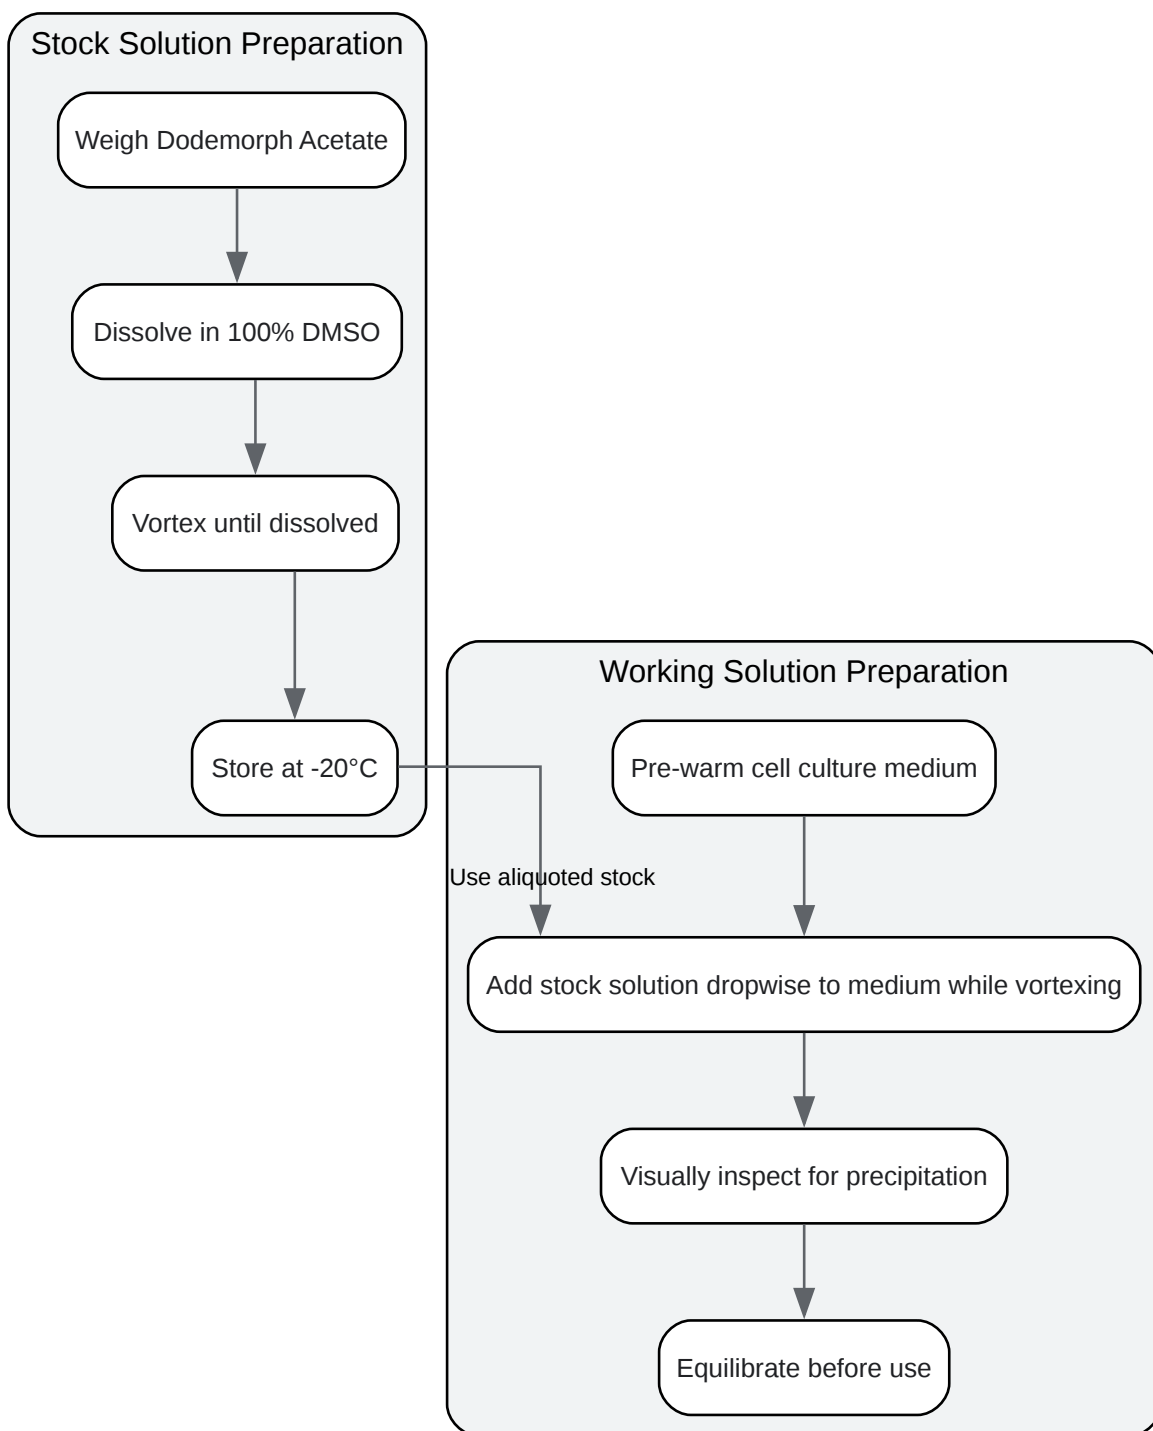 Stock Solution Preparation
Weigh Dodemorph Acetate
Dissolve in 100% DMSO
Vortex until dissolved
Store at -20°C
Working Solution Preparation
Pre-warm cell culture medium
Use aliquoted stock
Add stock solution dropwise to medium while vortexing
Visually inspect for precipitation
Equilibrate before use